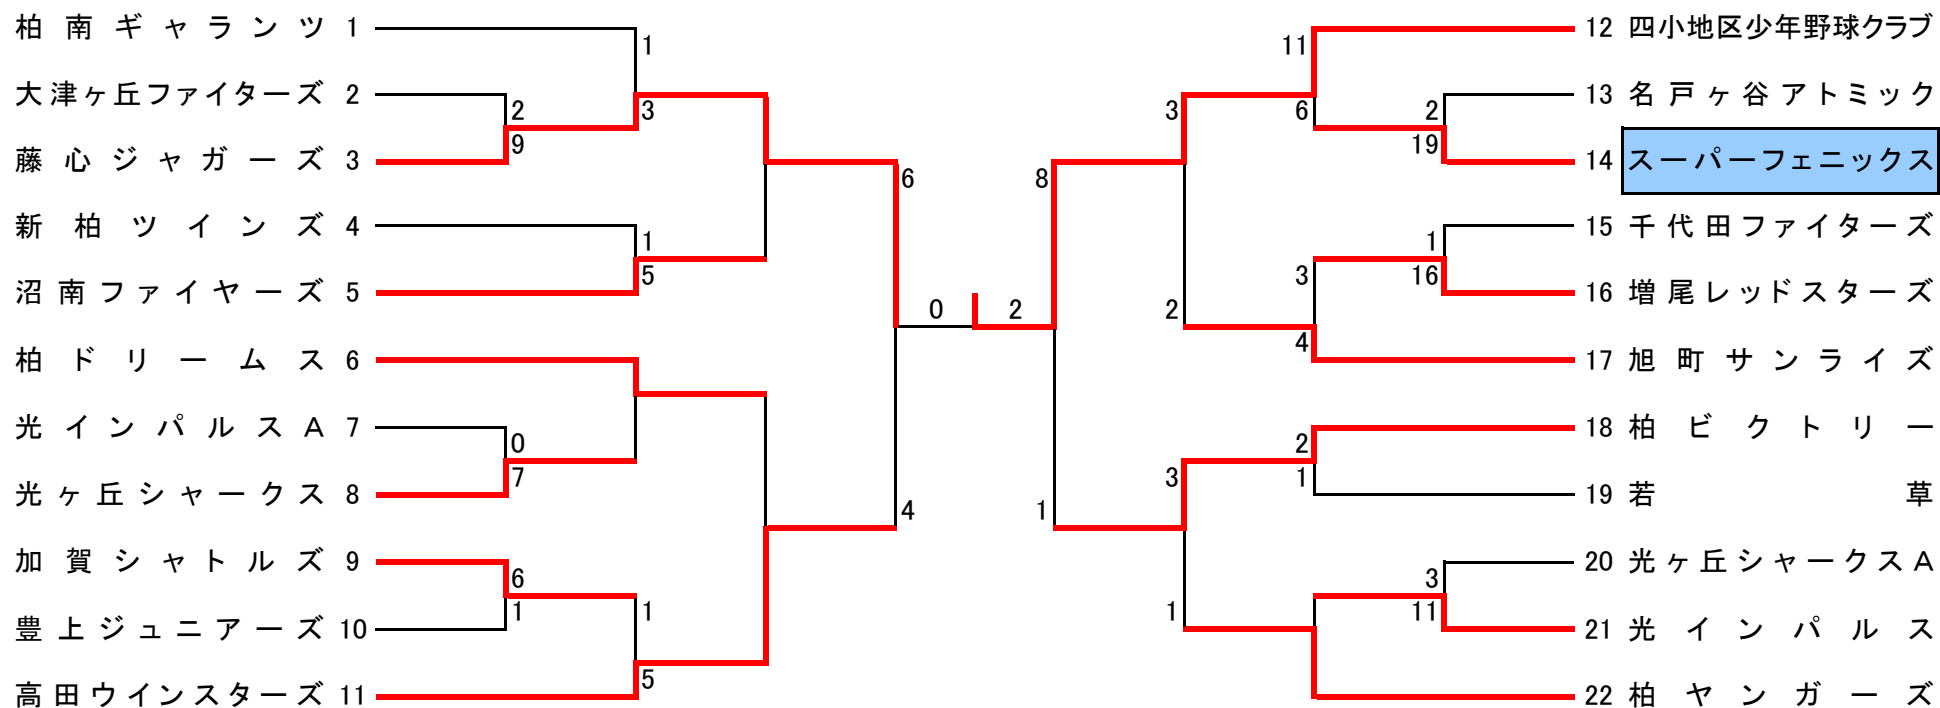 柏南ギャランツ 1
大津ヶ丘ファイターズ 2
藤心ジャガーズ 3
新柏ツインズ 4
沼南ファイヤーズ 5
柏ドリームス 6
光インパルスA 7
光ヶ丘シャークス 8
加賀シャトルズ 9
豊上ジュニアーズ 10
高田ウインスターズ 11
1
2
3
9
1
5
0
7
6
1
1
5
6
4
0
2
8
1
3
2
3
1
11
6
2
19
1
3
16
4
2
1
3
11
12 四小地区少年野球クラブ
13 名戸ヶ谷アトミック
14 スーパーフェニックス
15 千代田ファイターズ
16 増尾レッドスターズ
17 旭町サンライズ
18 柏ビクトリー
19 若草
20 光ヶ丘シャークスA
21 光インパルス
22 柏ヤンガーズ